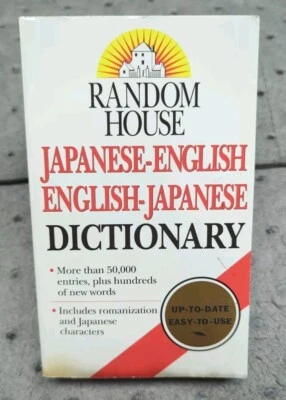 RANDOM
HOUSE
JAPANESE-ENGLISH
ENGLISH-JAPANESE
DICTIONARY
• More than 50,000
entries, plus hundreds
of new words
• Includes romanization
and Japanese
characters
UP-TO-DATE
EASY-TO-USE